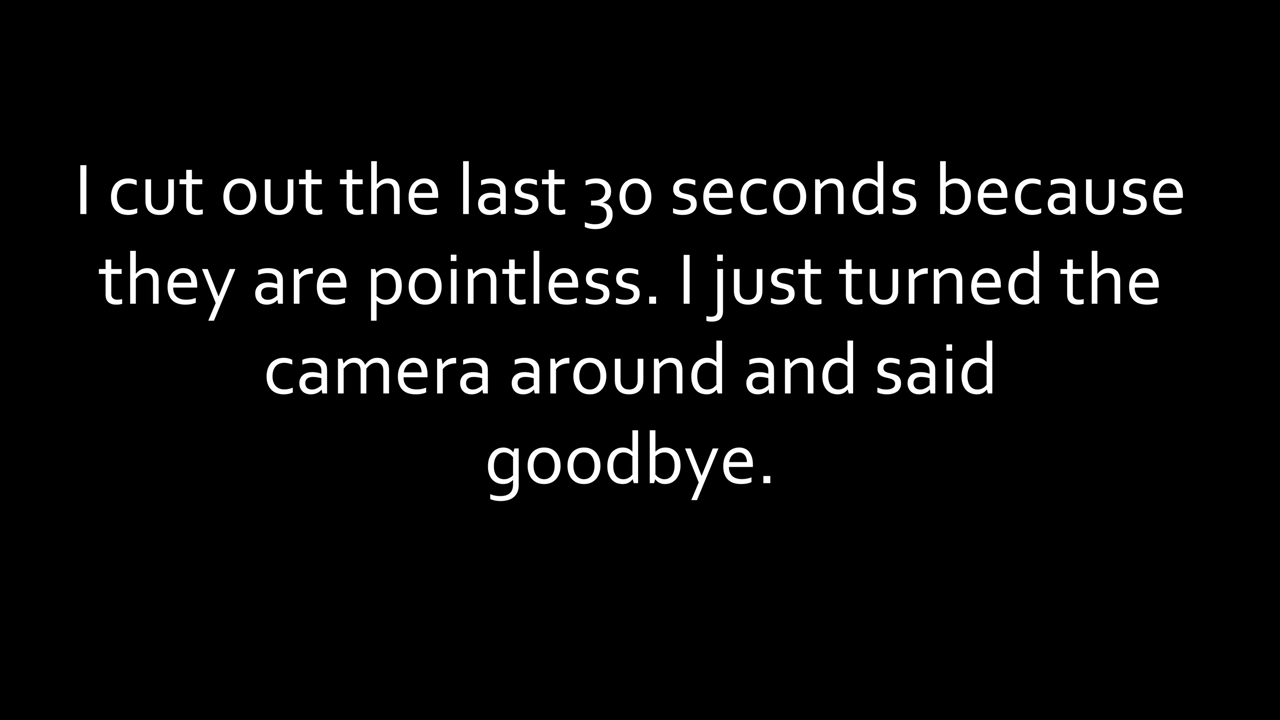 I cut out the last 30 seconds because
they are pointless. I just turned the
camera around and said
goodbye.